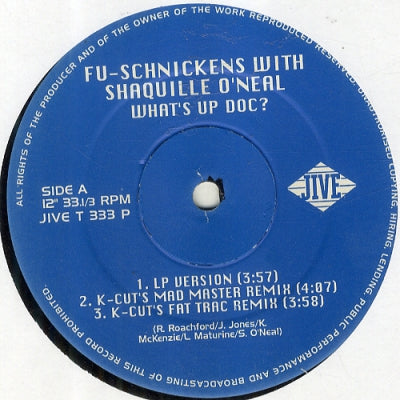 ALL RIGHTS OF THE PRODUCER AND OF THE OWNER OF THE WORK REPRODUCED RESERVED. UNAUTHORISED COPYING, HIRING, LENDING, PUBLIC PERFORMANCE AND BROADCASTING OF THIS RECORD PROHIBITED.
FU-SCHNICKENS WITH
SHAQUILLE O'NEAL
WHAT'S UP DOC?
SIDE A
12" 33.1/3 RPM
JIVE T 333 P
JIVE
1. LP VERSION (3:57)
2. K-CUT'S MAD MASTER REMIX (4:07)
3. K-CUT'S FAT TRAC REMIX (3:58)
(R. Roachford/J. Jones/K.
McKenzie/L. Maturine/S. O'Neal)